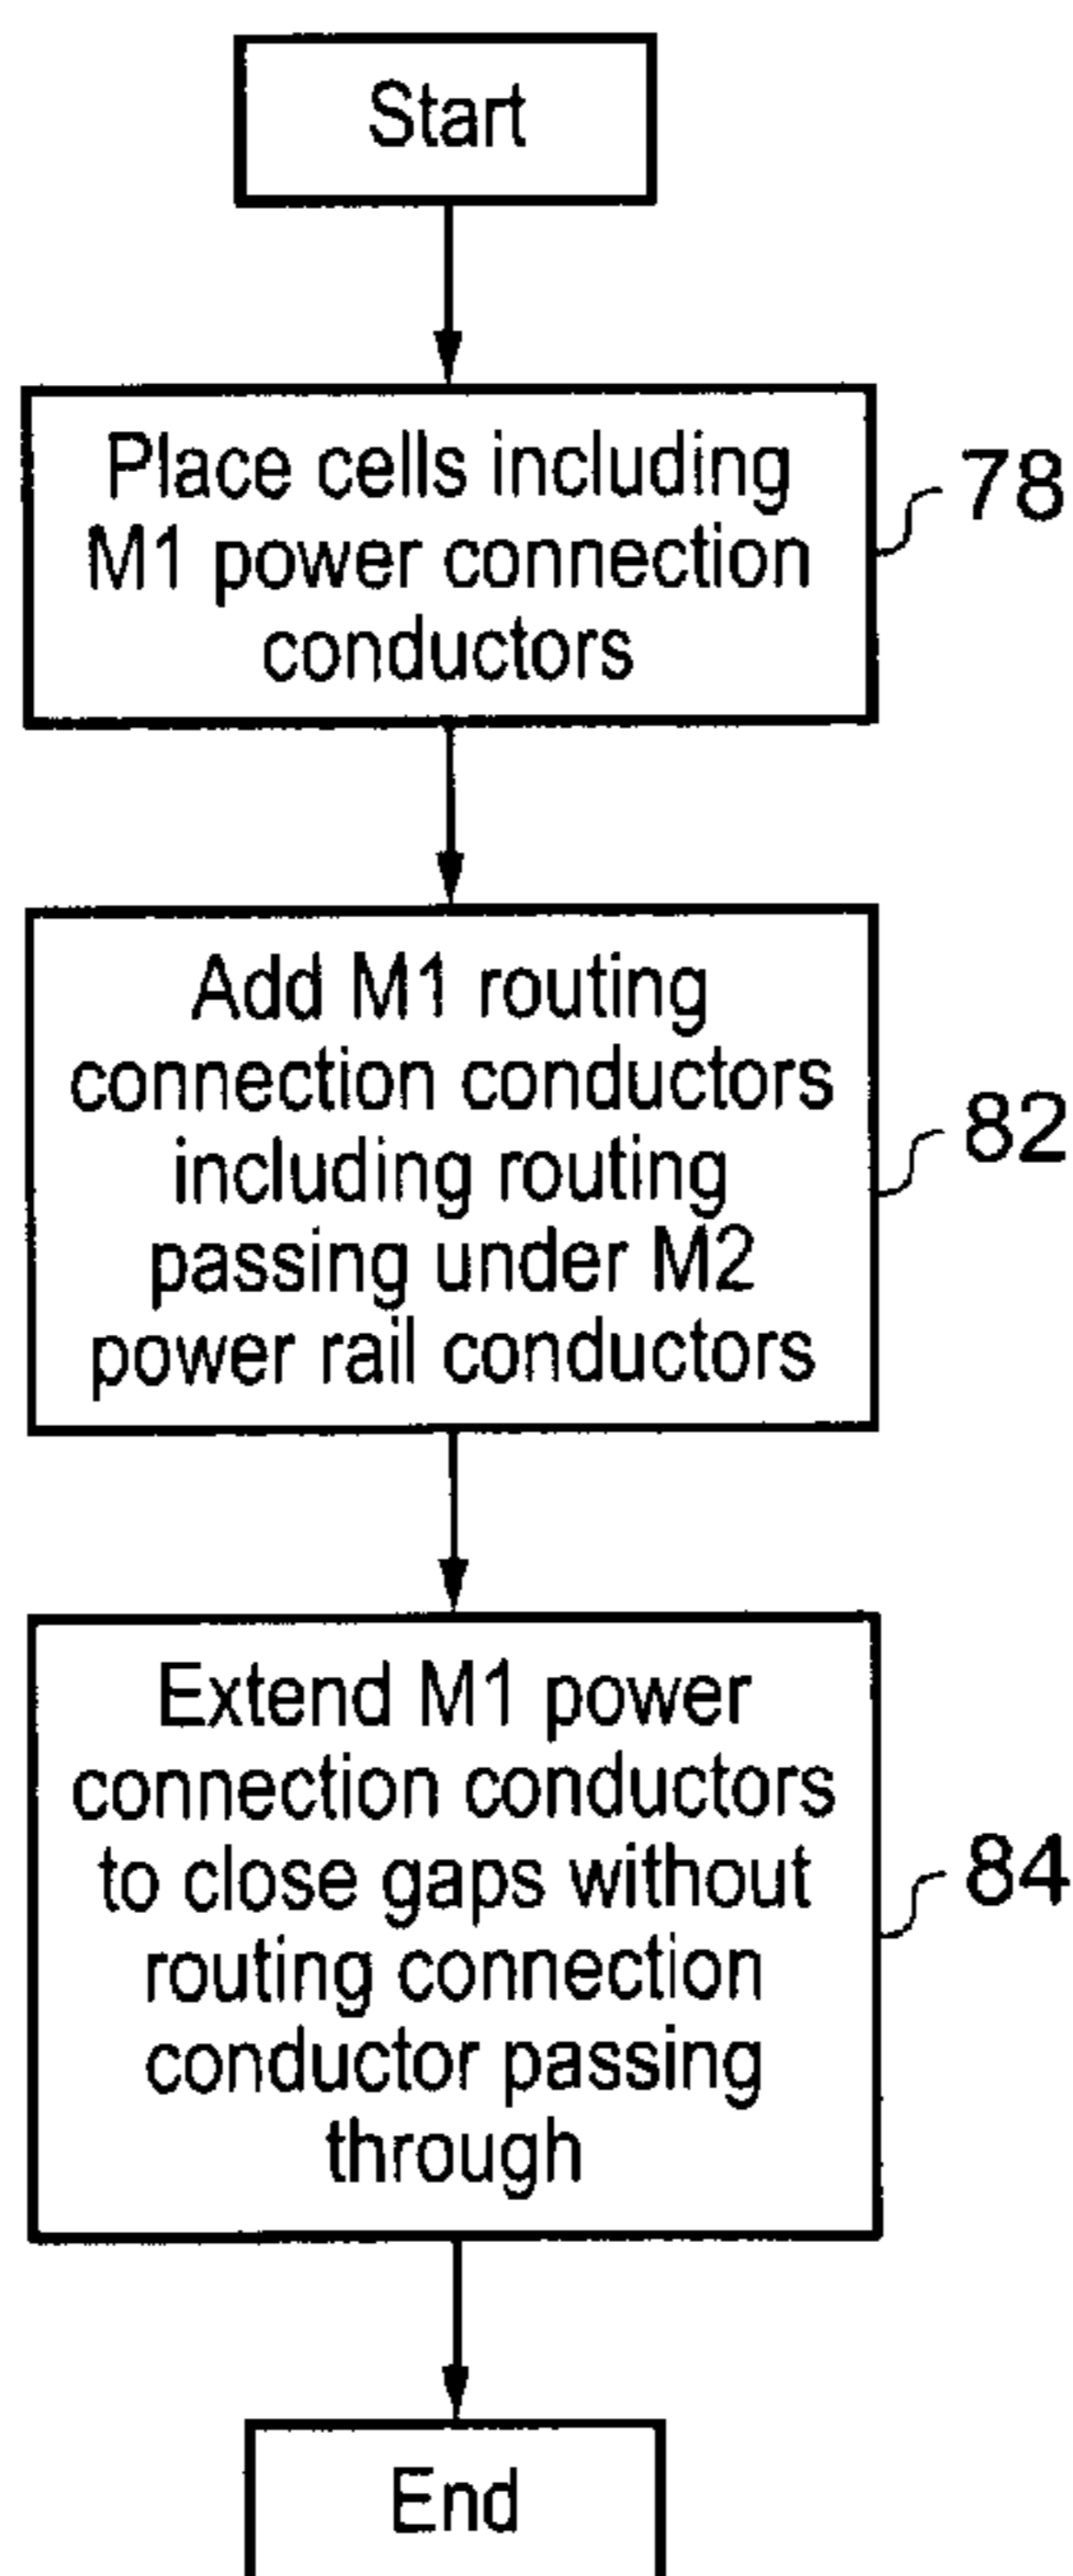 Start
Place cells including
M1 power connection
conductors
78
Add M1 routing
connection conductors
including routing
passing under M2
power rail conductors
82
Extend M1 power
connection conductors
to close gaps without
routing connection
conductor passing
through
84
End